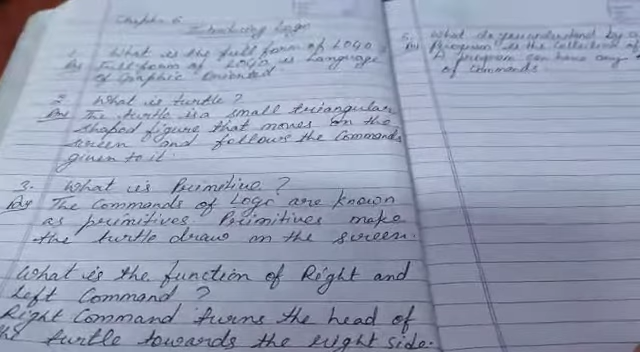 Chapter 6
Introducing Logo
1. What is the full form of LOGO ?
Ans Full form of LOGO is Language
of Graphic Oriented
2 What is turtle ?
Ans The turtle is a small triangular
shaped figure that moves on the
screen and follows the Commands
given to it.
3. What is Primitive ?
Ans The Commands of Logo are known
as primitives. Primitives make
the turtle draw on the screen.
What is the function of Right and
Left Command ?
Right Command turns the head of
the turtle towards the right side.
5. What do you understand by a
Ans Program is the Collection of
A program can have any
of commands.